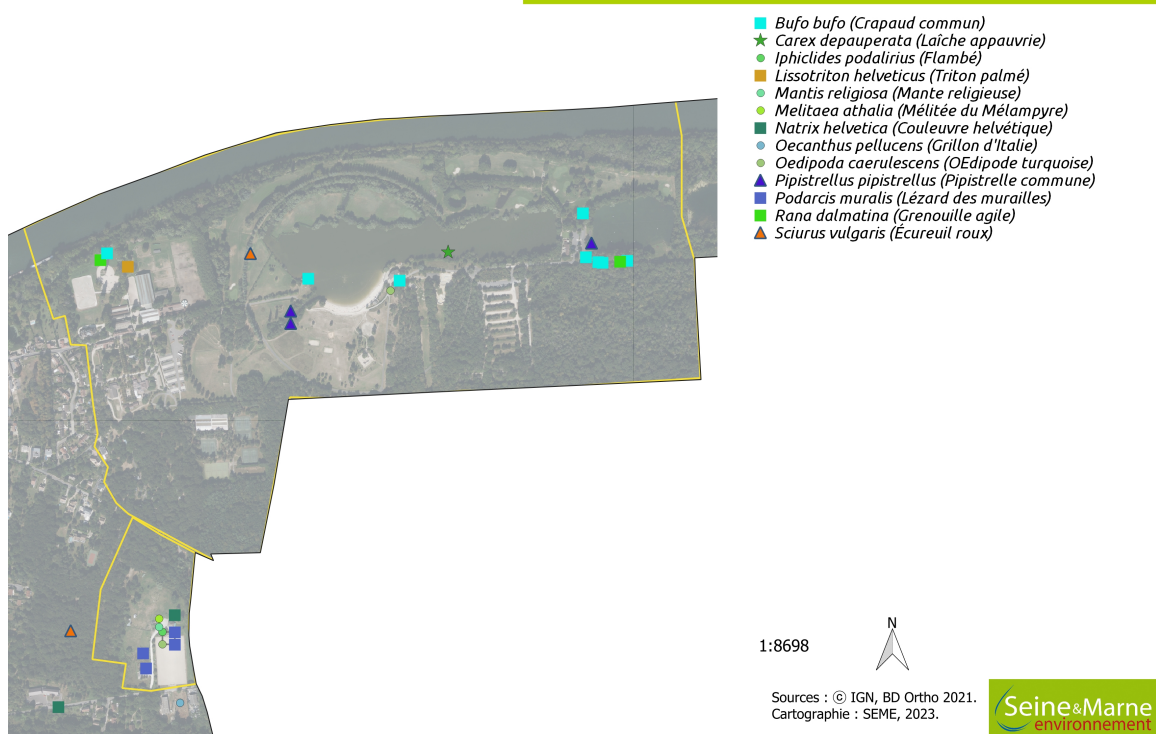 Bufo bufo (Crapaud commun)
Carex depauperata (Laîche appauvrie)
Iphiclides podalirius (Flambé)
Lissotriton helveticus (Triton palmé)
Mantis religiosa (Mante religieuse)
Melitaea athalia (Mélitée du Mélampyre)
Natrix helvetica (Couleuvre helvétique)
Oecanthus pellucens (Grillon d'Italie)
Oedipoda caerulescens (OEdipode turquoise)
Pipistrellus pipistrellus (Pipistrelle commune)
Podarcis muralis (Lézard des murailles)
Rana dalmatina (Grenouille agile)
Sciurus vulgaris (Écureuil roux)
N
1:8698
Sources : © IGN, BD Ortho 2021.
Cartographie : SEME, 2023.
Seine&Marne
environnement